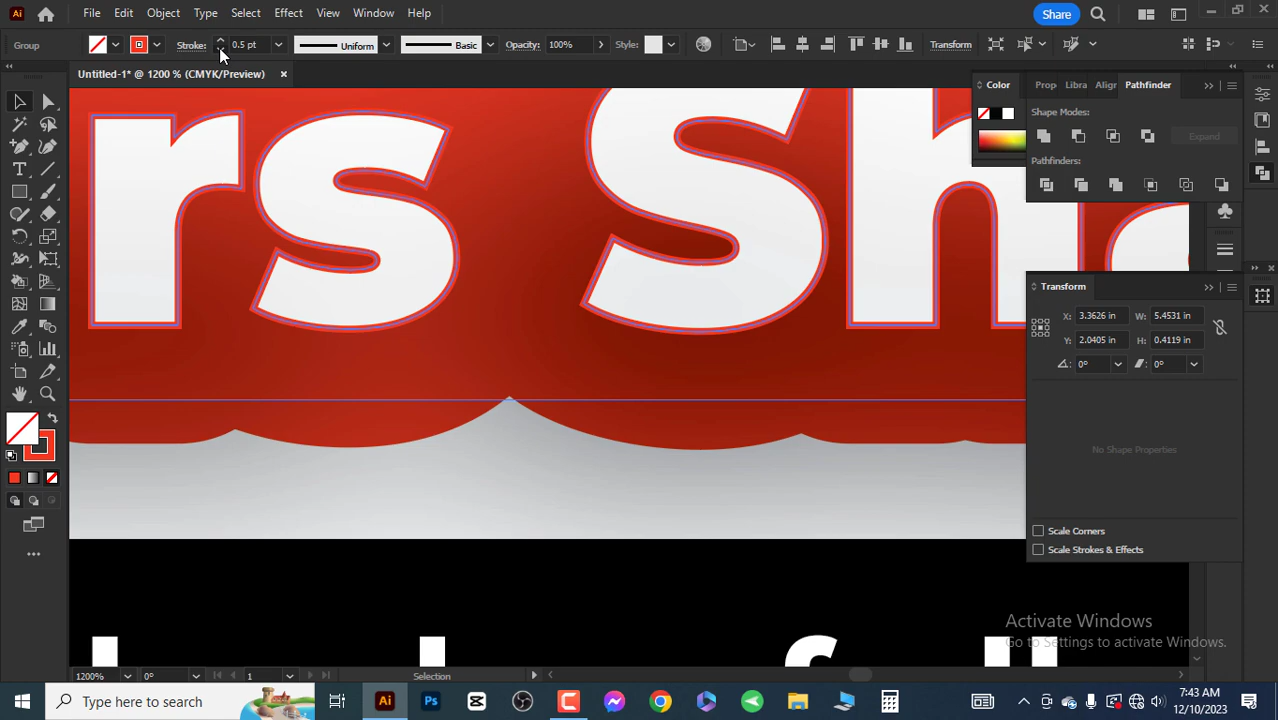 File Edit Object Type Select Effect View Window Help
Share
Group
Stroke: 0.5 pt Uniform Basic Opacity: 100% Style: Transform
Untitled-1* @ 1200 % (CMYK/Preview)
Color Prop Libra Aligr Pathfinder
Shape Modes:
Expand
Pathfinders:
rs Sh
Transform
X: 3.3626 in W: 5.4531 in
Y: 2.0405 in H: 0.4119 in
0° 0°
No Shape Properties
Scale Corners
Scale Strokes & Effects
Activate Windows
Go to Settings to activate Windows.
1200% 0° 1 Selection
Type here to search
Ai Ps
7:43 AM
12/10/2023